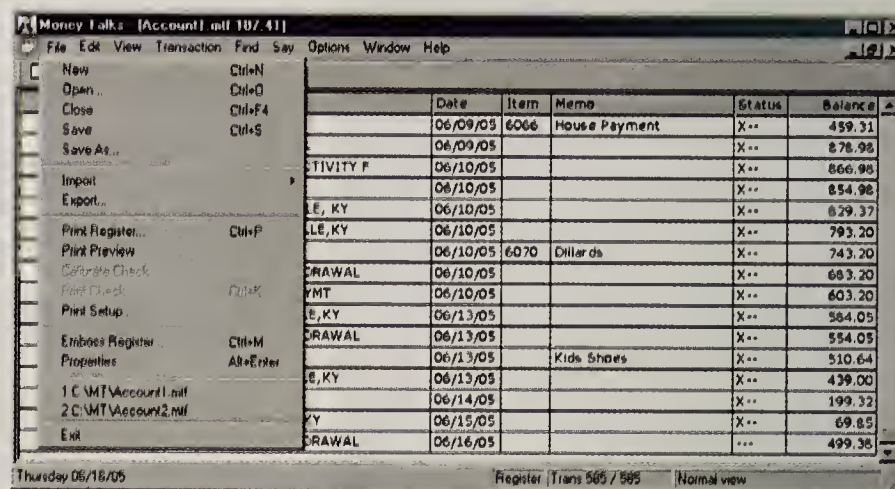 Money Talks - [Account1.mlf 187.41]
File Edit View Transaction Find Say Options Window Help
New Ctrl+N
Open... Ctrl+O
Close Ctrl+F4
Save Ctrl+S
Save As...
Import
Export...
Print Register... Ctrl+P
Print Preview
Calibrate Check
Print Check Ctrl+K
Print Setup...
Emboss Register... Ctrl+M
Properties Alt+Enter
1 C:\MT\Account1.mlf
2 C:\MT\Account2.mlf
Exit
Date Item Memo Status Balance
06/09/05 6066 House Payment X-- 459.31
06/09/05 X-- 878.98
TIVITY F 06/10/05 X-- 866.98
06/10/05 X-- 854.98
LE, KY 06/10/05 X-- 829.37
LLE,KY 06/10/05 X-- 793.20
06/10/05 6070 Dillards X-- 743.20
DRAWAL 06/10/05 X-- 683.20
YMT 06/10/05 X-- 603.20
E,KY 06/13/05 X-- 584.05
DRAWAL 06/13/05 X-- 554.05
06/13/05 Kids Shoes X-- 510.64
E,KY 06/13/05 X-- 439.00
06/14/05 X-- 199.32
KY 06/15/05 X-- 69.85
DRAWAL 06/16/05 --- 499.38
Thursday 06/16/05 Register Trans 585 / 585 Normal view